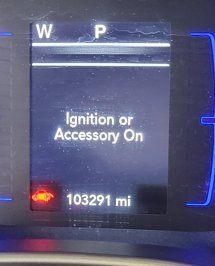 W P
Ignition or
Accessory On
103291 mi